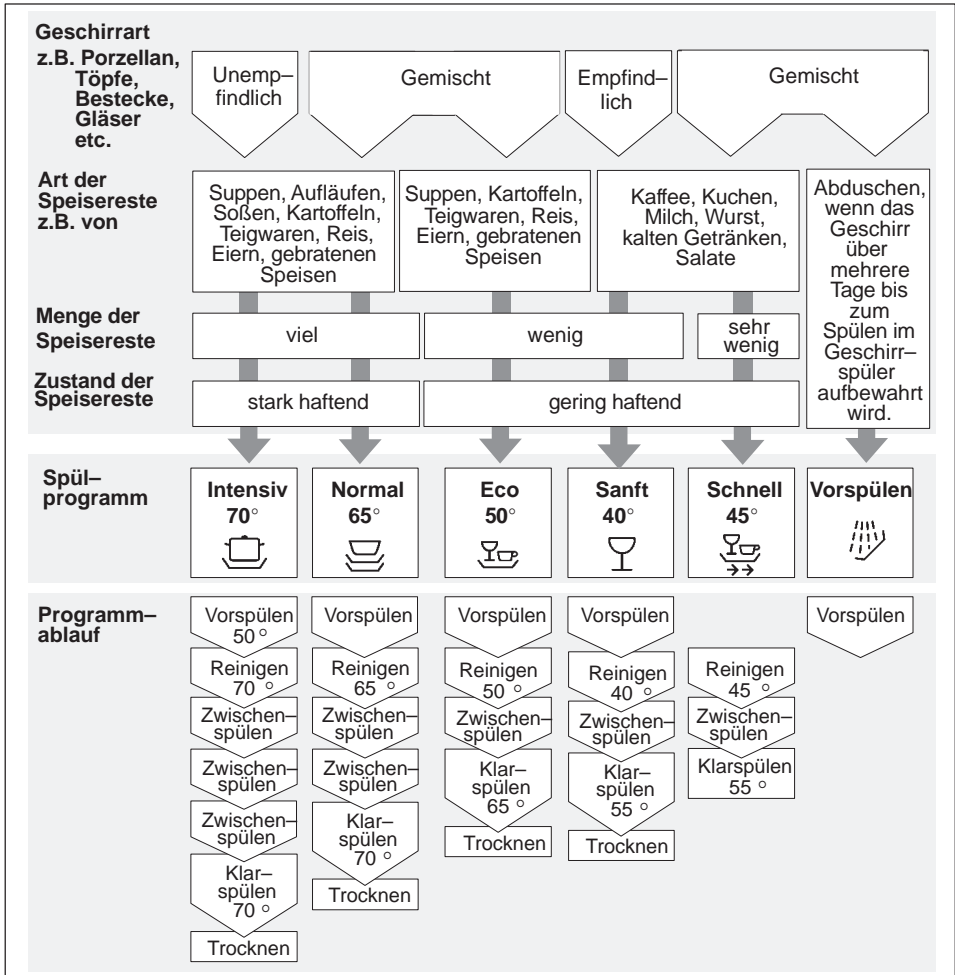 Geschirrart
z.B. Porzellan,
Töpfe,
Bestecke,
Gläser
etc.
Unemp–
findlich
Gemischt
Empfind–
lich
Gemischt
Art der
Speisereste
z.B. von
Suppen, Aufläufen,
Soßen, Kartoffeln,
Teigwaren, Reis,
Eiern, gebratenen
Speisen
Suppen, Kartoffeln,
Teigwaren, Reis,
Eiern, gebratenen
Speisen
Kaffee, Kuchen,
Milch, Wurst,
kalten Getränken,
Salate
Abduschen,
wenn das
Geschirr
über
mehrere
Tage bis
zum
Spülen im
Geschirr–
spüler
aufbewahrt
wird.
Menge der
Speisereste
viel
wenig
sehr
wenig
Zustand der
Speisereste
stark haftend
gering haftend
Spül–
programm
Intensiv
70°
Normal
65°
Eco
50°
Sanft
40°
Schnell
45°
Vorspülen
Programm–
ablauf
Vorspülen
50 °
Reinigen
70 °
Zwischen–
spülen
Zwischen–
spülen
Zwischen–
spülen
Klar–
spülen
70 °
Trocknen
Vorspülen
Reinigen
65 °
Zwischen–
spülen
Zwischen–
spülen
Klar–
spülen
70 °
Trocknen
Vorspülen
Reinigen
50 °
Zwischen–
spülen
Klar–
spülen
65 °
Trocknen
Vorspülen
Reinigen
40 °
Zwischen–
spülen
Klar–
spülen
55 °
Trocknen
Reinigen
45 °
Zwischen–
spülen
Klarspülen
55 °
Vorspülen